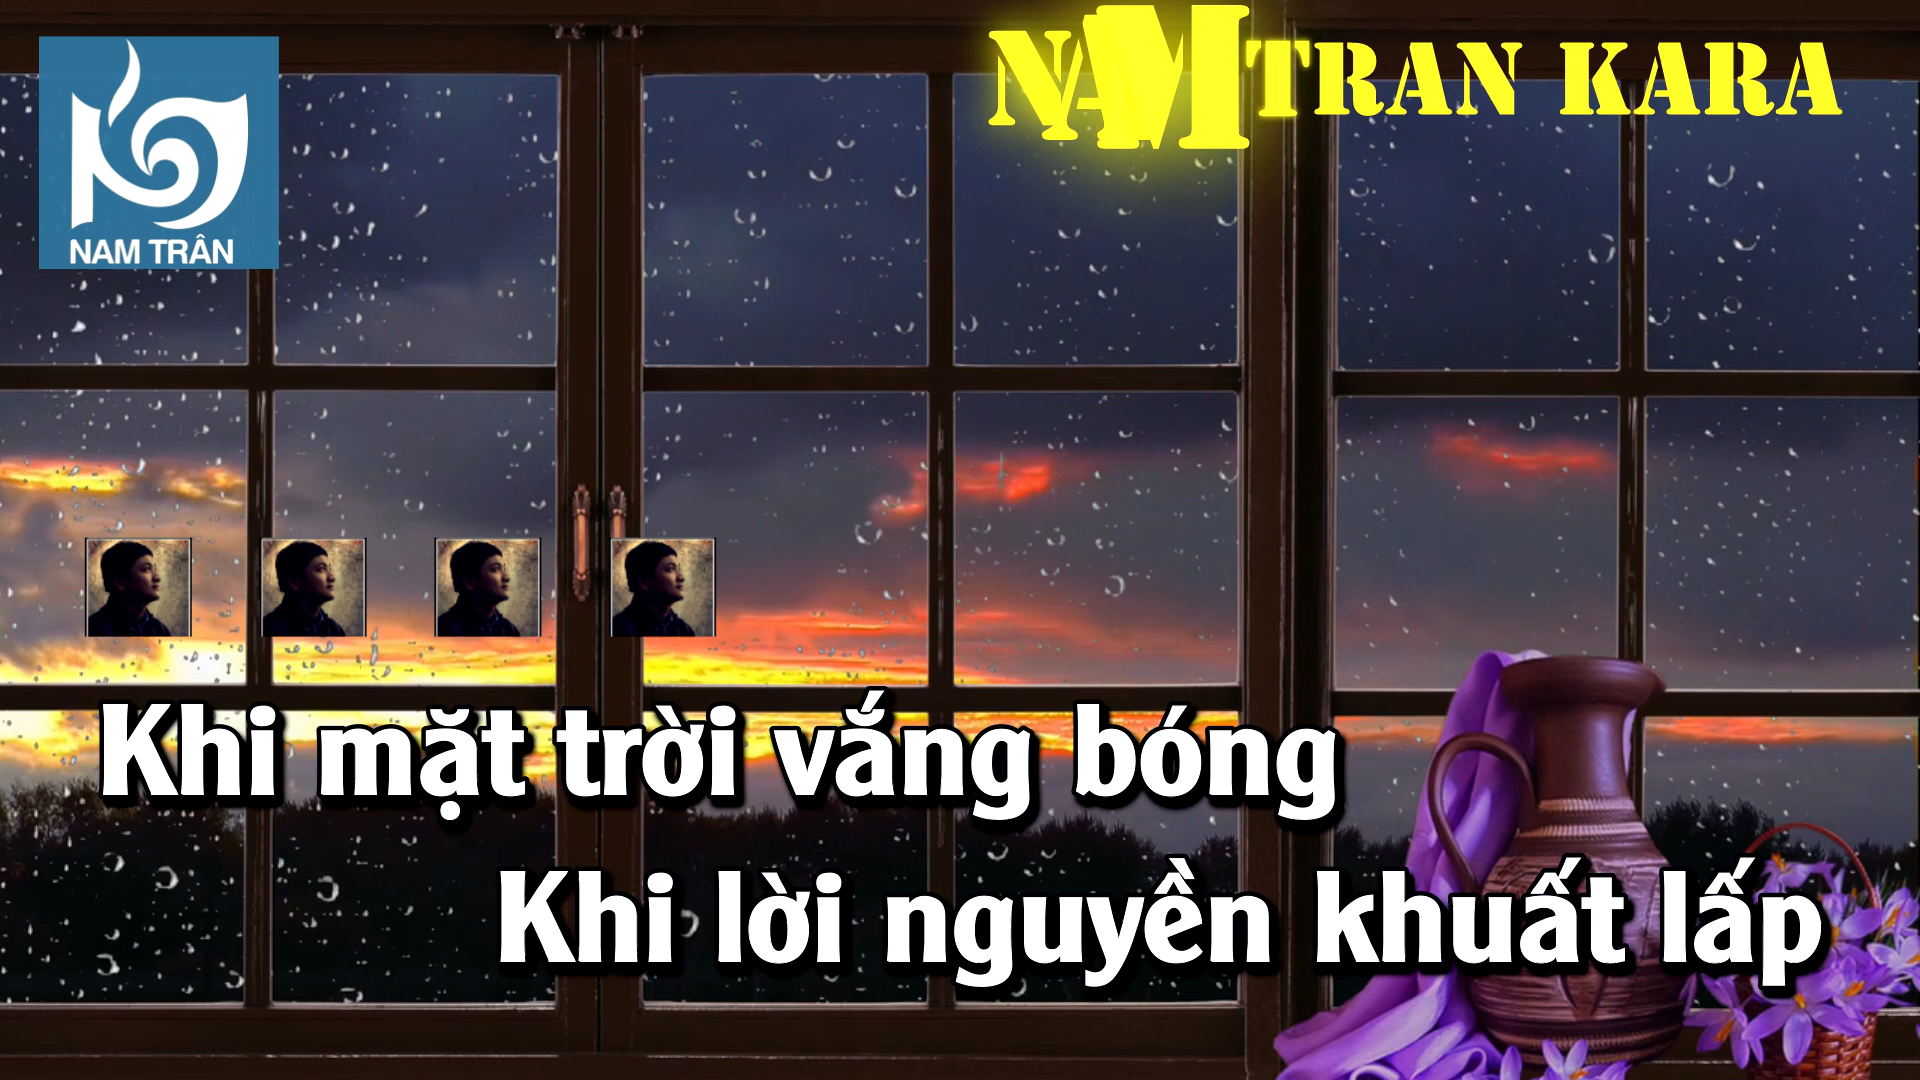 NAM TRAN KARA
NAM TRÂN
Khi mặt trời vắng bóng
Khi lời nguyền khuất lấp